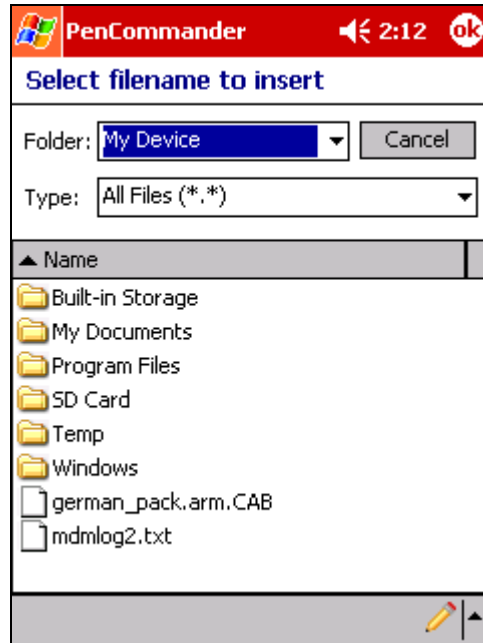 PenCommander 2:12 ok
Select filename to insert
Folder: My Device Cancel
Type: All Files (*.*)
Name
Built-in Storage
My Documents
Program Files
SD Card
Temp
Windows
german_pack.arm.CAB
mdmlog2.txt